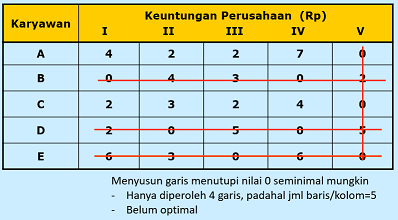 Karyawan Keuntungan Perusahaan (Rp)
I II III IV V
A 4 2 2 7 0
B 0 4 3 0 2
C 2 3 2 4 0
D 2 0 5 0 5
E 6 3 0 6 0
Menyusun garis menutupi nilai 0 seminimal mungkin
- Hanya diperoleh 4 garis, padahal jml baris/kolom=5
- Belum optimal